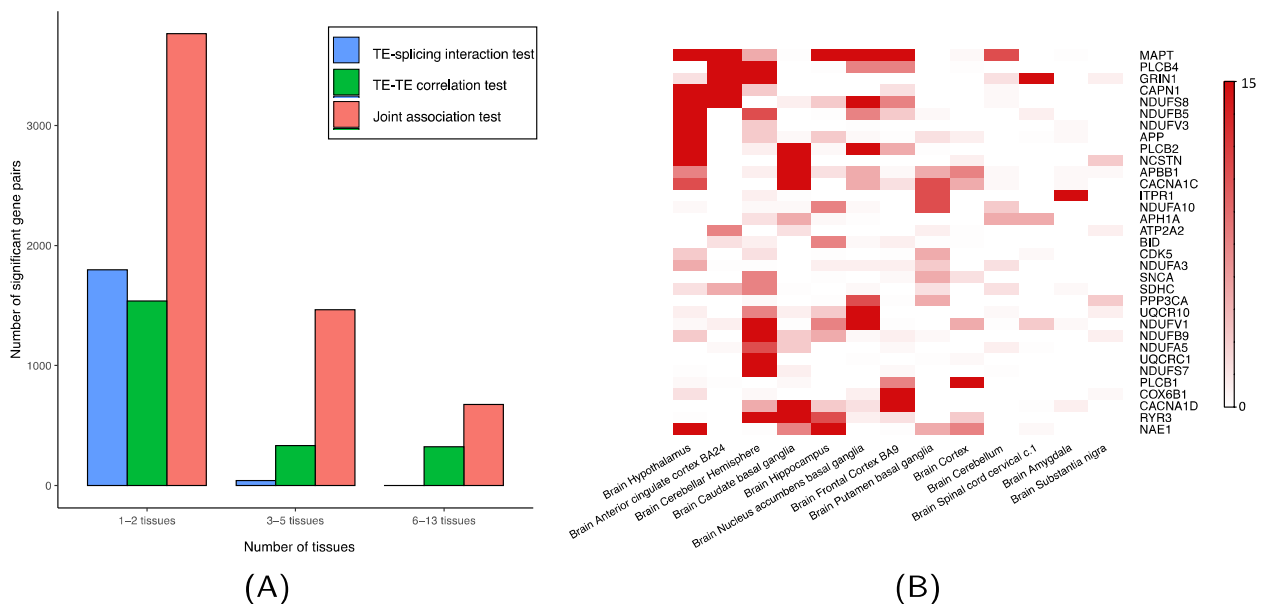 Number of significant gene pairs
3000
2000
1000
0
TE−splicing interaction test
TE−TE correlation test
Joint association test
1−2 tissues
3−5 tissues
6−13 tissues
Number of tissues
(A)
MAPT
PLCB4
GRIN1
CAPN1
NDUFS8
NDUFB5
NDUFV3
APP
PLCB2
NCSTN
APBB1
CACNA1C
ITPR1
NDUFA10
APH1A
ATP2A2
BID
CDK5
NDUFA3
SNCA
SDHC
PPP3CA
UQCR10
NDUFV1
NDUFB9
NDUFA5
UQCRC1
NDUFS7
PLCB1
COX6B1
CACNA1D
RYR3
NAE1
15
0
Brain Hypothalamus
Brain Anterior cingulate cortex BA24
Brain Cerebellar Hemisphere
Brain Caudate basal ganglia
Brain Hippocampus
Brain Nucleus accumbens basal ganglia
Brain Frontal Cortex BA9
Brain Putamen basal ganglia
Brain Cortex
Brain Cerebellum
Brain Spinal cord cervical c.1
Brain Amygdala
Brain Substantia nigra
(B)